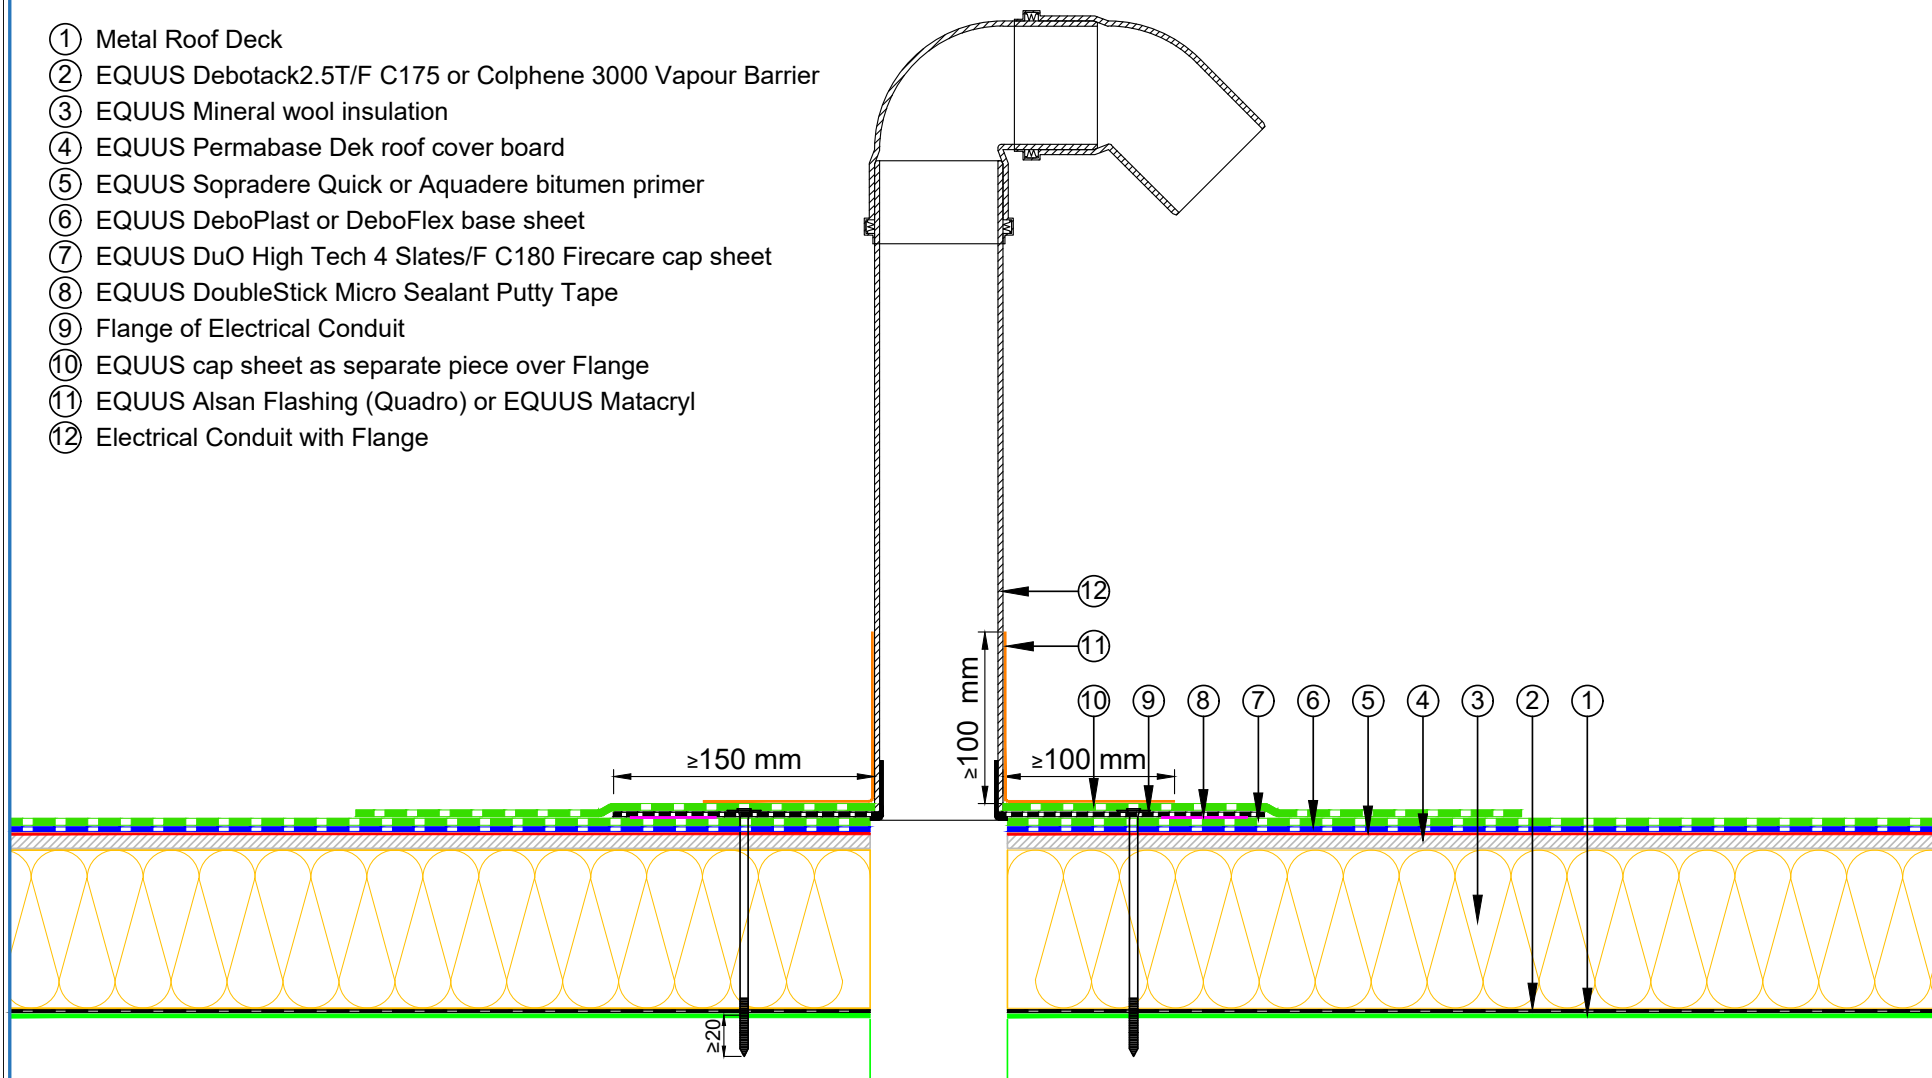 1 Metal Roof Deck
2 EQUUS Debotack2.5T/F C175 or Colphene 3000 Vapour Barrier
3 EQUUS Mineral wool insulation
4 EQUUS Permabase Dek roof cover board
5 EQUUS Sopradere Quick or Aquadere bitumen primer
6 EQUUS DeboPlast or DeboFlex base sheet
7 EQUUS DuO High Tech 4 Slates/F C180 Firecare cap sheet
8 EQUUS DoubleStick Micro Sealant Putty Tape
9 Flange of Electrical Conduit
10 EQUUS cap sheet as separate piece over Flange
11 EQUUS Alsan Flashing (Quadro) or EQUUS Matacryl
12 Electrical Conduit with Flange
12
11
10 9 8 7 6 5 4 3 2 1
≥150 mm
≥100 mm
≥100 mm
≥20